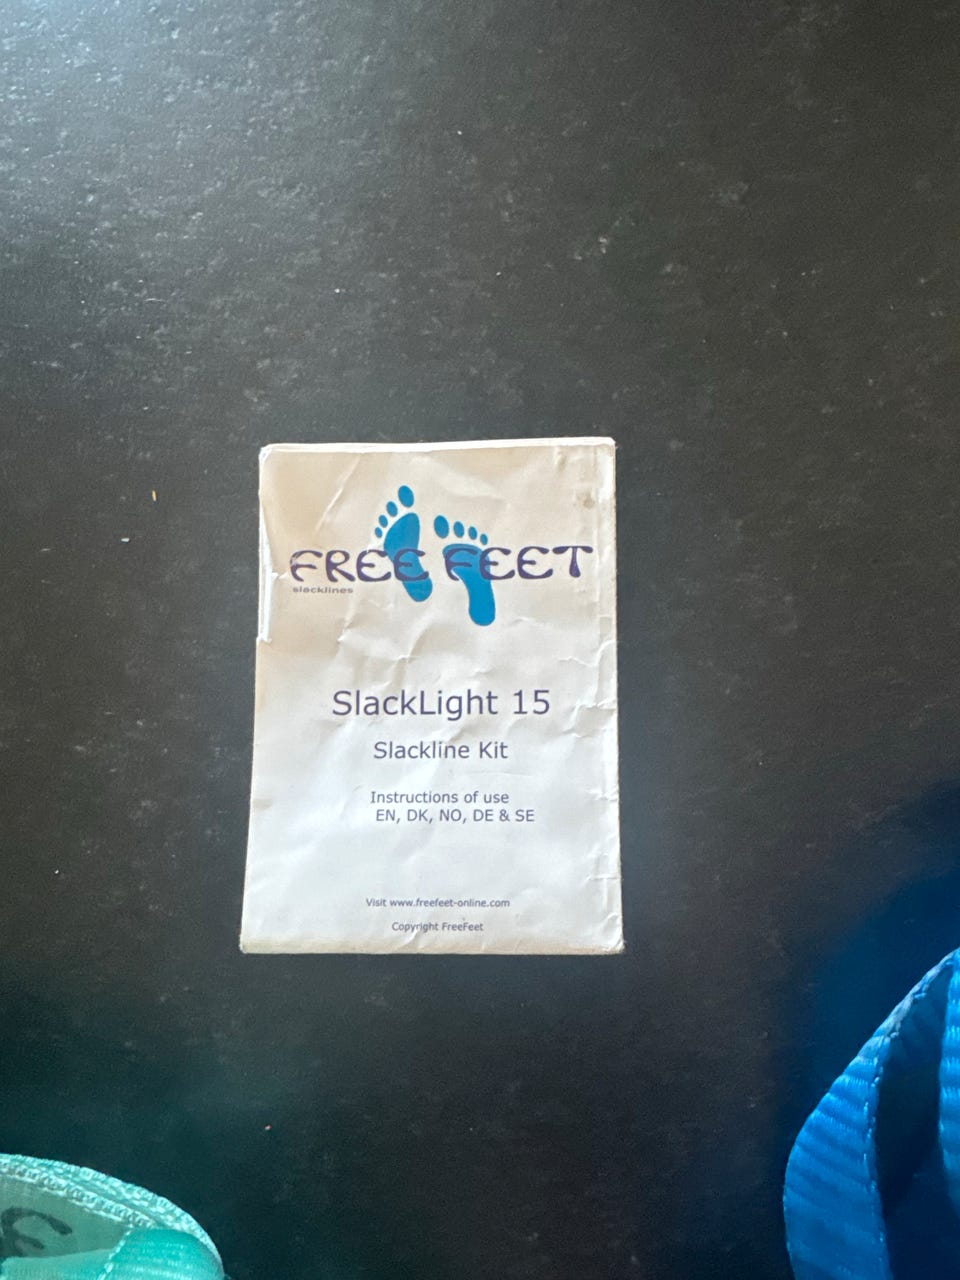 FREE FEET
slacklines
SlackLight 15
Slackline Kit
Instructions of use
EN, DK, NO, DE & SE
Visit www.freefeet-online.com
Copyright FreeFeet